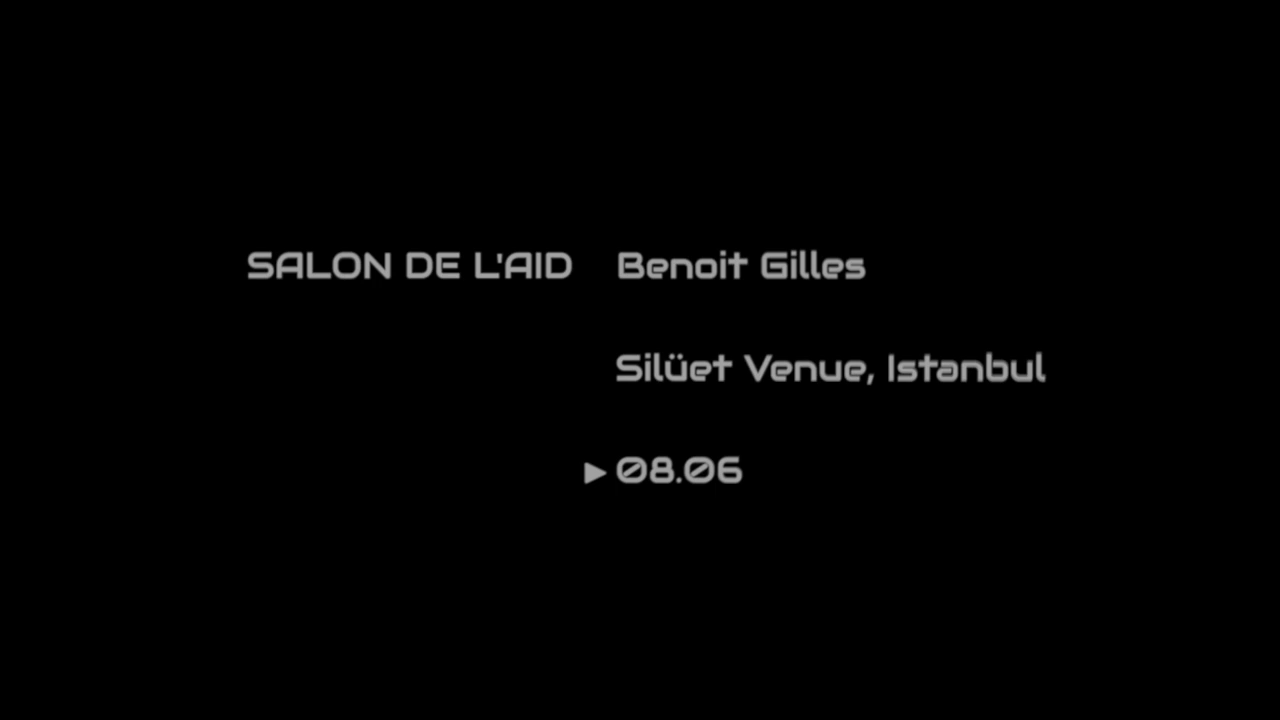 SALON DE L'AID Benoit Gilles
Silüet Venue, Istanbul
▶ 08.06